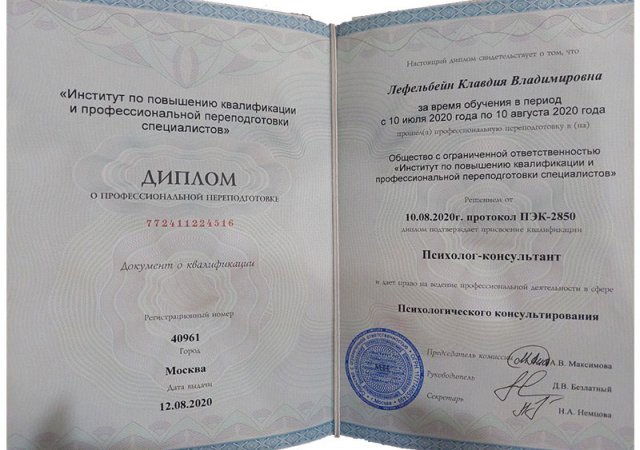 «Институт по повышению квалификации
и профессиональной переподготовки
специалистов»
ДИПЛОМ
О ПРОФЕССИОНАЛЬНОЙ ПЕРЕПОДГОТОВКЕ
772411224516
Документ о квалификации
Регистрационный номер
40961
Город
Москва
Дата выдачи
12.08.2020
Настоящий диплом свидетельствует о том, что
Лефельбейн Клавдия Владимировна
за время обучения в период
с 10 июля 2020 года по 10 августа 2020 года
прошел(а) профессиональную переподготовку в (на)
Общество с ограниченной ответственностью
«Институт по повышению квалификации и
профессиональной переподготовки специалистов»
Решением от
10.08.2020г. протокол ПЭК-2850
диплом подтверждает присвоение квалификации
Психолог-консультант
и дает право на ведение профессиональной деятельности в сфере
Психологического консультирования
Председатель комиссии А.В. Максимова
Руководитель Д.В. Безлатный
Секретарь Н.А. Немцова